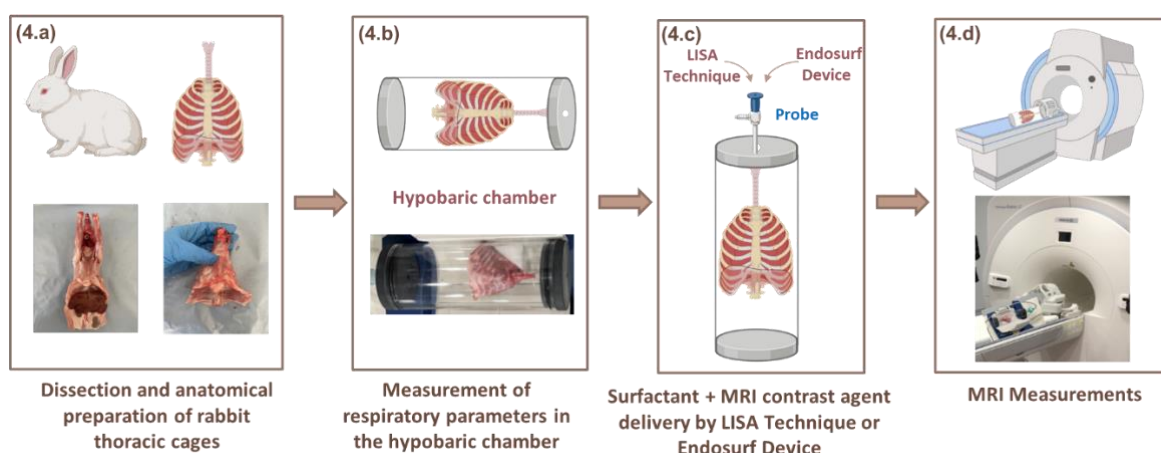 (4.a)
Dissection and anatomical
preparation of rabbit
thoracic cages
(4.b)
Hypobaric chamber
Measurement of
respiratory parameters in
the hypobaric chamber
(4.c)
LISA
Technique
Endosurf
Device
Probe
Surfactant + MRI contrast agent
delivery by LISA Technique or
Endosurf Device
(4.d)
MRI Measurements